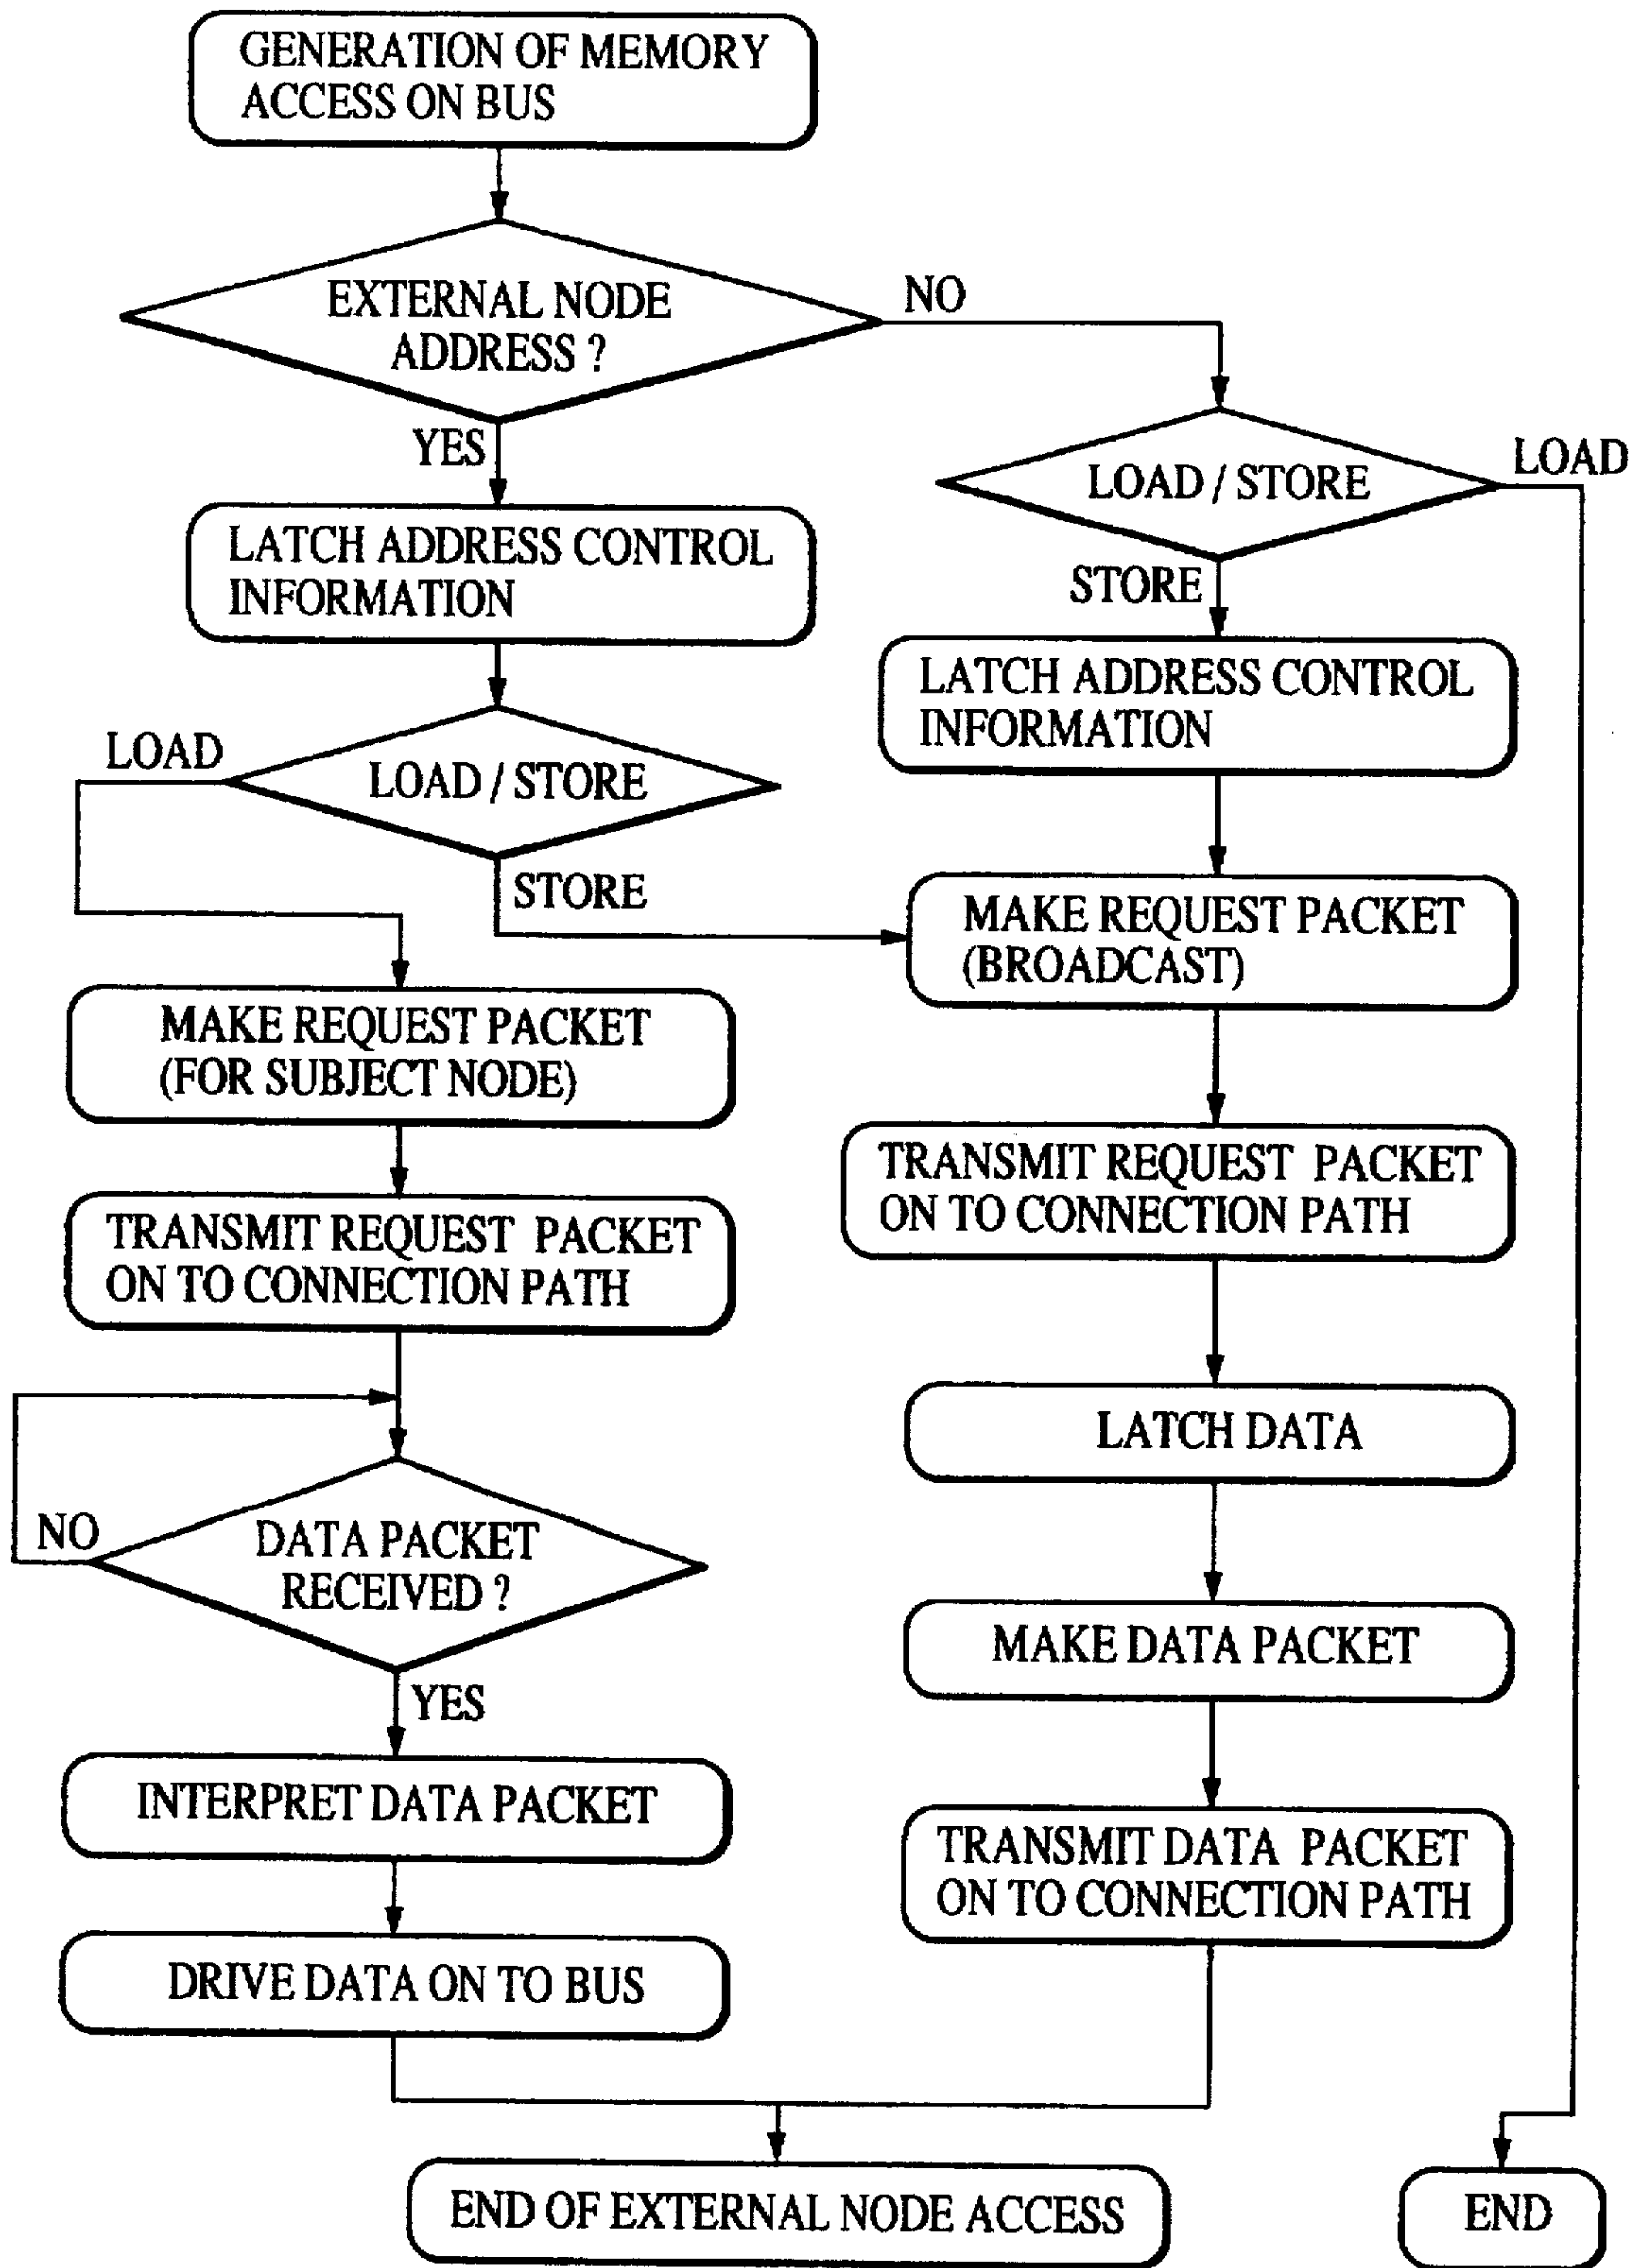 GENERATION OF MEMORY
ACCESS ON BUS
EXTERNAL NODE
ADDRESS ?
NO
YES
LOAD / STORE
LOAD
STORE
LATCH ADDRESS CONTROL
INFORMATION
LATCH ADDRESS CONTROL
INFORMATION
LOAD
LOAD / STORE
STORE
MAKE REQUEST PACKET
(BROADCAST)
MAKE REQUEST PACKET
(FOR SUBJECT NODE)
TRANSMIT REQUEST PACKET
ON TO CONNECTION PATH
TRANSMIT REQUEST PACKET
ON TO CONNECTION PATH
LATCH DATA
NO
DATA PACKET
RECEIVED ?
YES
MAKE DATA PACKET
INTERPRET DATA PACKET
TRANSMIT DATA PACKET
ON TO CONNECTION PATH
DRIVE DATA ON TO BUS
END OF EXTERNAL NODE ACCESS
END